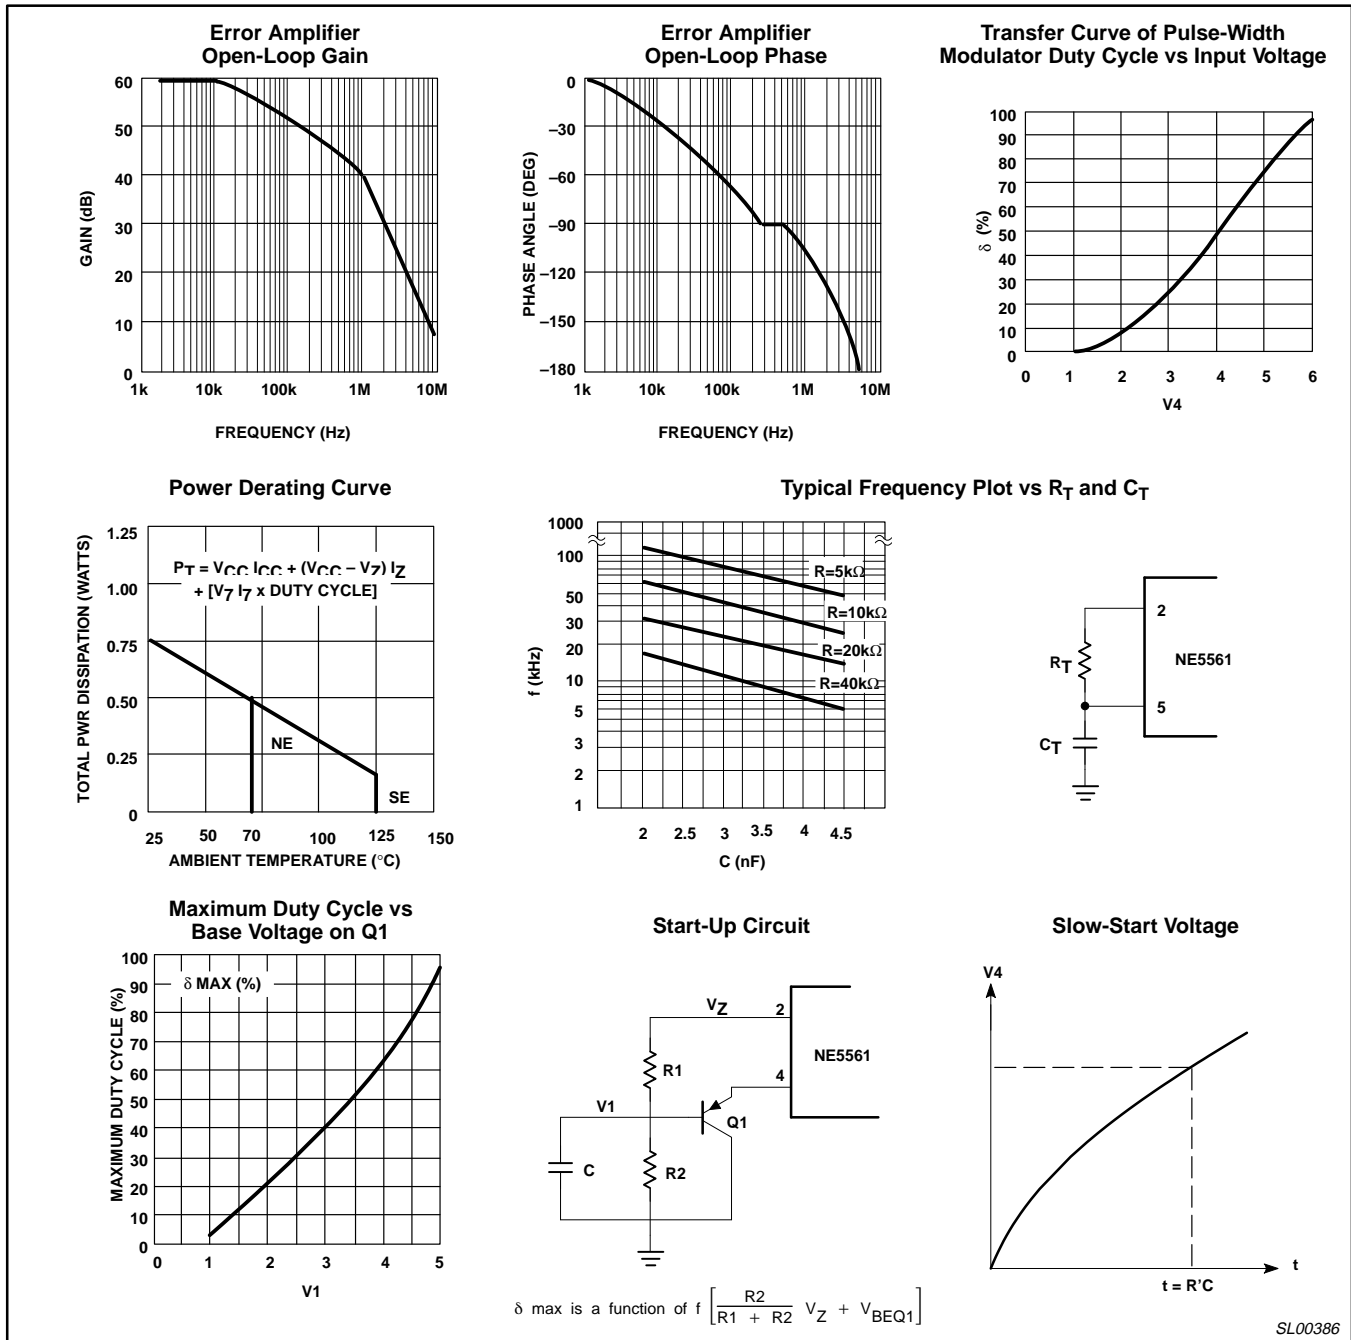 Error Amplifier
Open-Loop Gain
60
50
40
30
20
10
0
GAIN (dB)
1k 10k 100k 1M 10M
FREQUENCY (Hz)
Error Amplifier
Open-Loop Phase
0
–30
–60
–90
–120
–150
–180
PHASE ANGLE (DEG)
1k 10k 100k 1M 10M
FREQUENCY (Hz)
Transfer Curve of Pulse-Width
Modulator Duty Cycle vs Input Voltage
100
90
80
70
60
50
40
30
20
10
0
δ (%)
0 1 2 3 4 5 6
V4
Power Derating Curve
1.25
1.00
0.75
0.50
0.25
0
TOTAL PWR DISSIPATION (WATTS)
PT = VCC ICC + (VCC – VZ) IZ
+ [V7 I7 x DUTY CYCLE]
NE
SE
25 50 70 100 125 150
AMBIENT TEMPERATURE (°C)
Typical Frequency Plot vs RT and CT
1000
100
50
30
20
10
5
3
2
1
f (kHz)
R=5kΩ
R=10kΩ
R=20kΩ
R=40kΩ
2 2.5 3 3.5 4 4.5
C (nF)
2
RT
NE5561
5
CT
Maximum Duty Cycle vs
Base Voltage on Q1
100
90
80
70
60
50
40
30
20
10
0
MAXIMUM DUTY CYCLE (%)
δ MAX (%)
0 1 2 3 4 5
V1
Start-Up Circuit
VZ 2
NE5561
R1
4
V1
Q1
C
R2
δ max is a function of f [R2 / (R1 + R2) VZ + VBEQ1]
Slow-Start Voltage
V4
t
t = R'C
SL00386